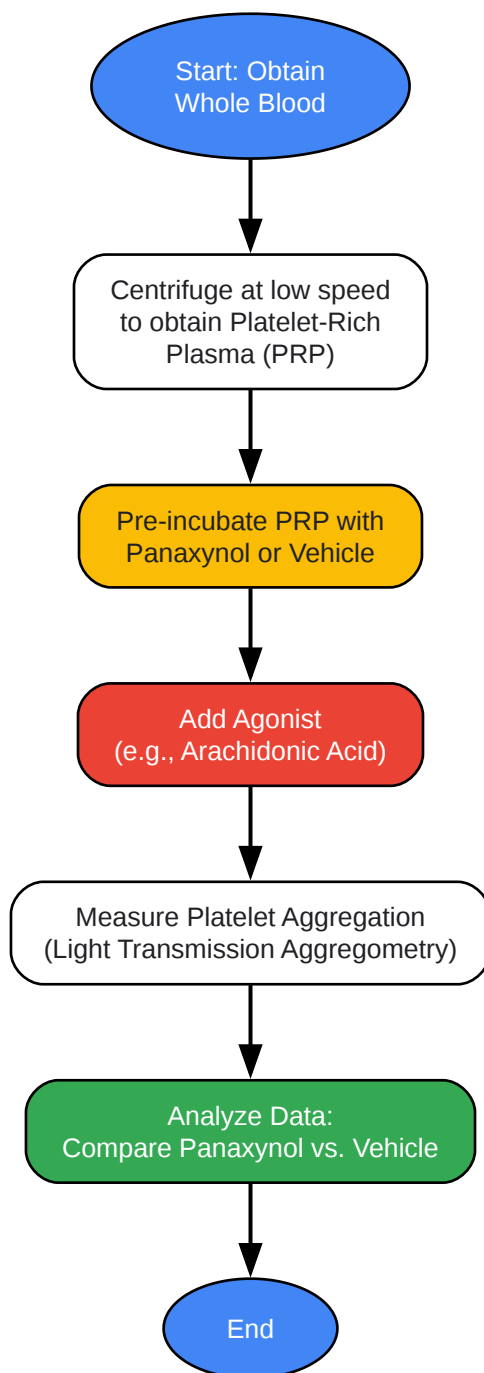 Start: Obtain
Whole Blood
Centrifuge at low speed
to obtain Platelet-Rich
Plasma (PRP)
Pre-incubate PRP with
Panaxynol or Vehicle
Add Agonist
(e.g., Arachidonic Acid)
Measure Platelet Aggregation
(Light Transmission Aggregometry)
Analyze Data:
Compare Panaxynol vs. Vehicle
End